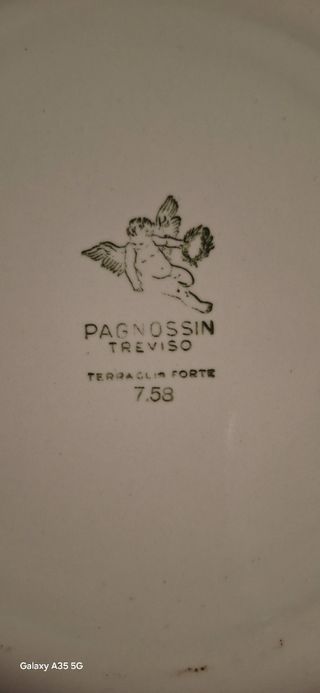 PAGNOSSIN
TREVISO
TERRAGLIA FORTE
7.58
Galaxy A35 5G